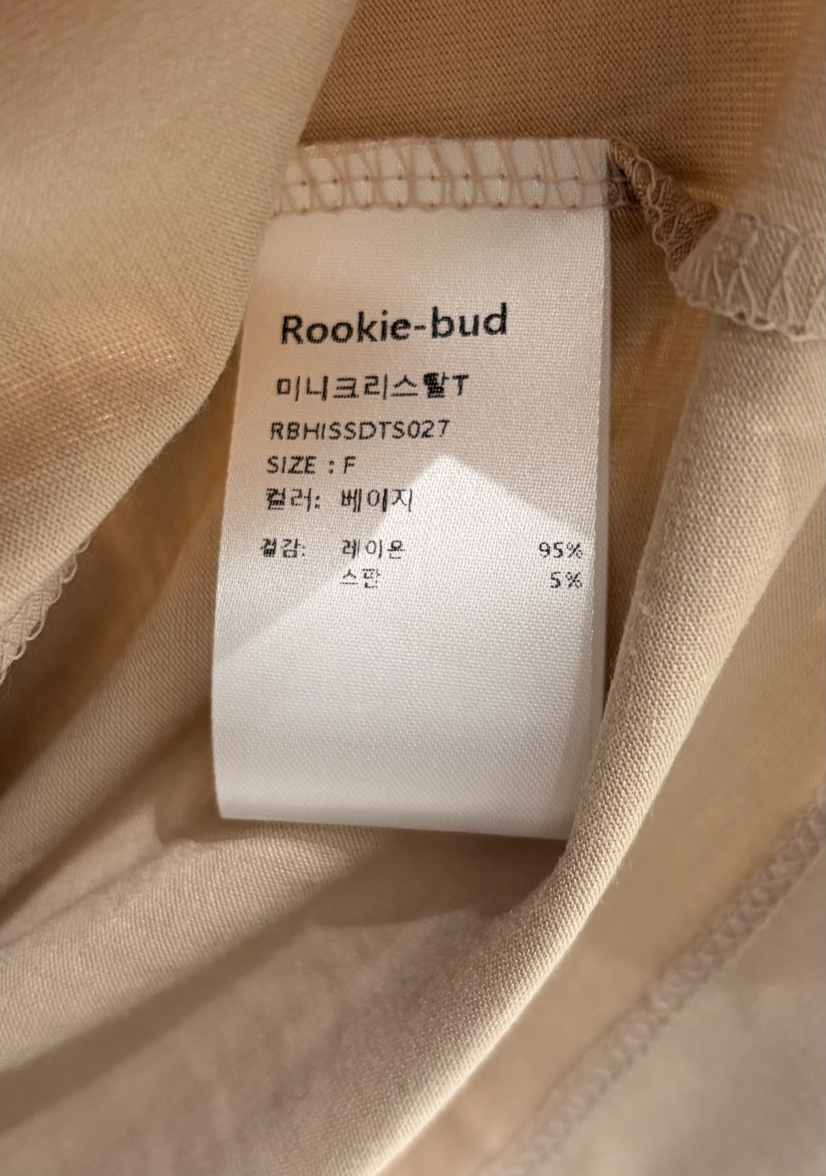 Rookie-bud
미니크리스탈T
RBHISSDTS027
SIZE : F
컬러: 베이지
겉감: 레이온 95%
스판 5%